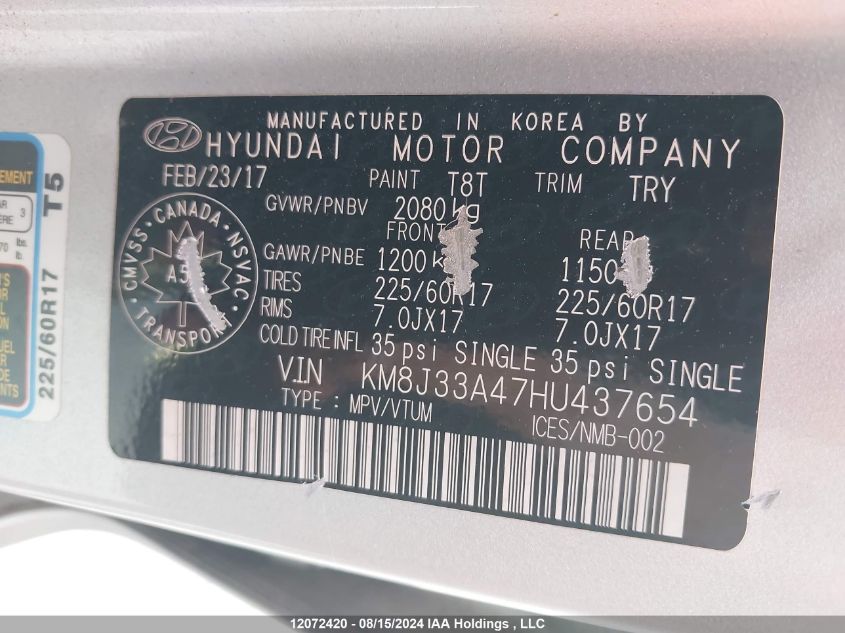 MANUFACTURED IN KOREA BY
HYUNDAI MOTOR COMPANY
FEB/23/17 PAINT T8T TRIM TRY
GVWR/PNBV 2080 kg
FRONT REAR
GAWR/PNBE 1200 K 1150
TIRES 225/60R17 225/60R17
RIMS 7.0JX17 7.0JX17
COLD TIRE INFL 35 psi SINGLE 35 psi SINGLE
V.I.N KM8J33A47HU437654
TYPE : MPV/VTUM ICES/NMB-002
CMVSS · CANADA · NSVAC
TRANSPORT
225/60R17 T5
12072420 - 08/15/2024 IAA Holdings , LLC